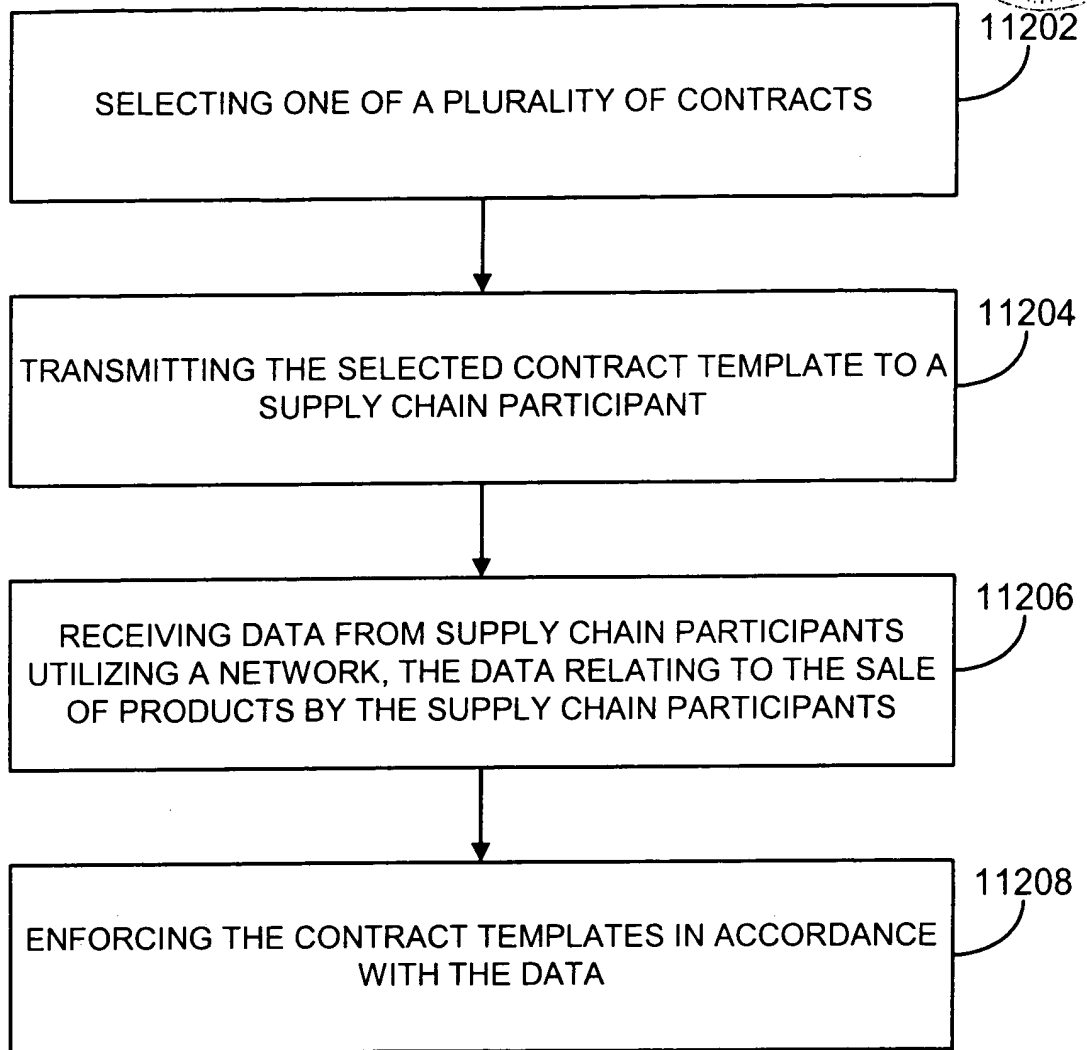 11202
SELECTING ONE OF A PLURALITY OF CONTRACTS
11204
TRANSMITTING THE SELECTED CONTRACT TEMPLATE TO A
SUPPLY CHAIN PARTICIPANT
11206
RECEIVING DATA FROM SUPPLY CHAIN PARTICIPANTS
UTILIZING A NETWORK, THE DATA RELATING TO THE SALE
OF PRODUCTS BY THE SUPPLY CHAIN PARTICIPANTS
11208
ENFORCING THE CONTRACT TEMPLATES IN ACCORDANCE
WITH THE DATA